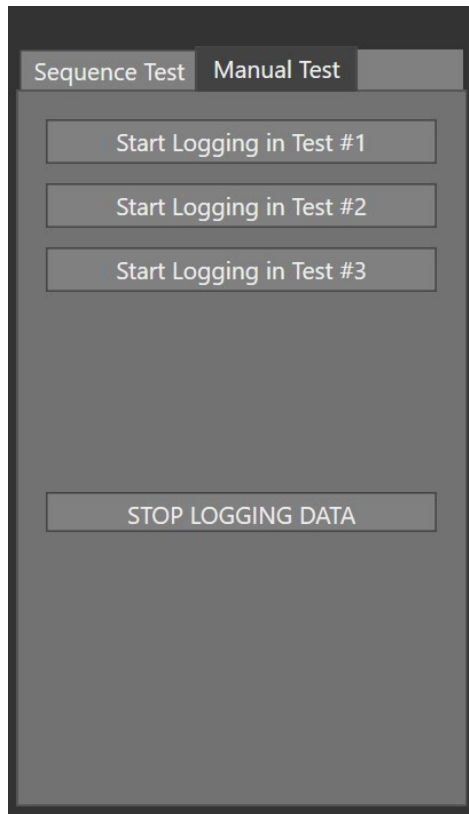 Sequence Test Manual Test
Start Logging in Test #1
Start Logging in Test #2
Start Logging in Test #3
STOP LOGGING DATA